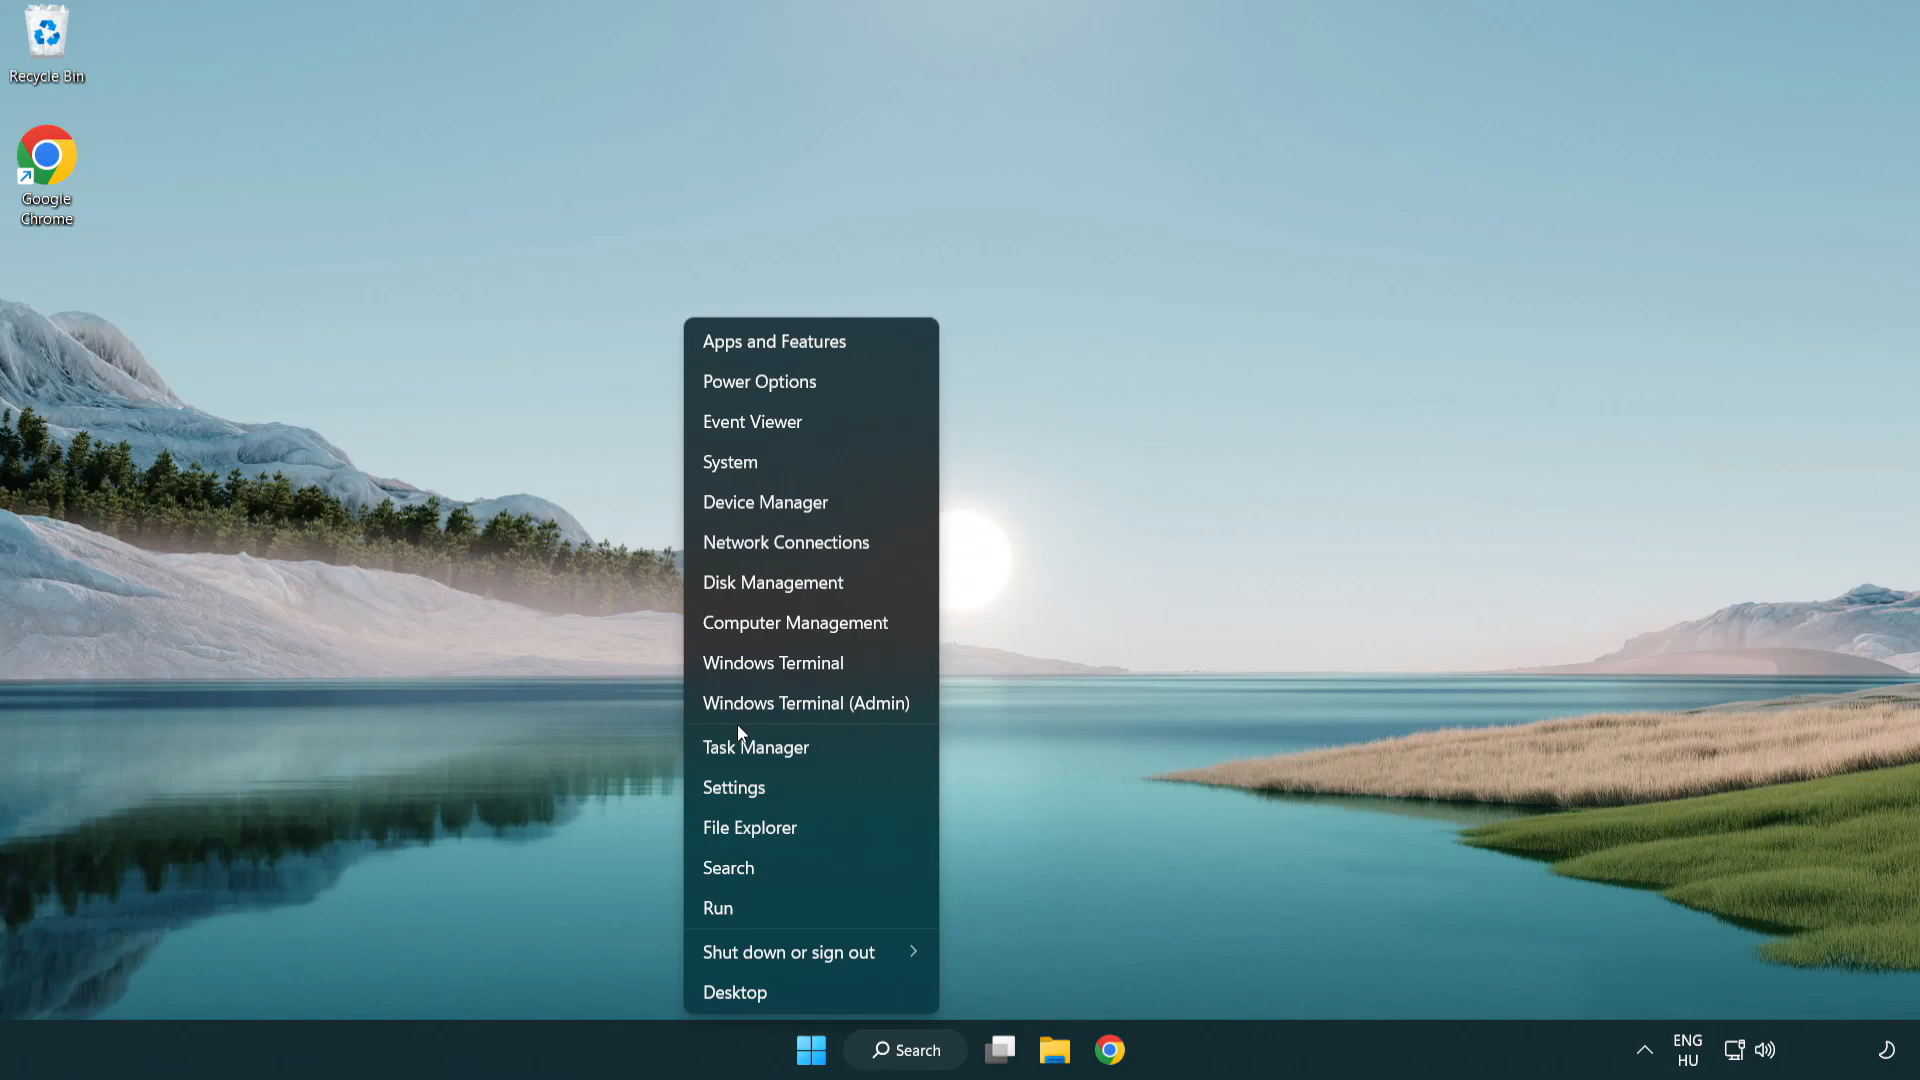 Recycle Bin
Google
Chrome
Apps and Features
Power Options
Event Viewer
System
Device Manager
Network Connections
Disk Management
Computer Management
Windows Terminal
Windows Terminal (Admin)
Task Manager
Settings
File Explorer
Search
Run
Shut down or sign out
Desktop
Search
ENG
HU